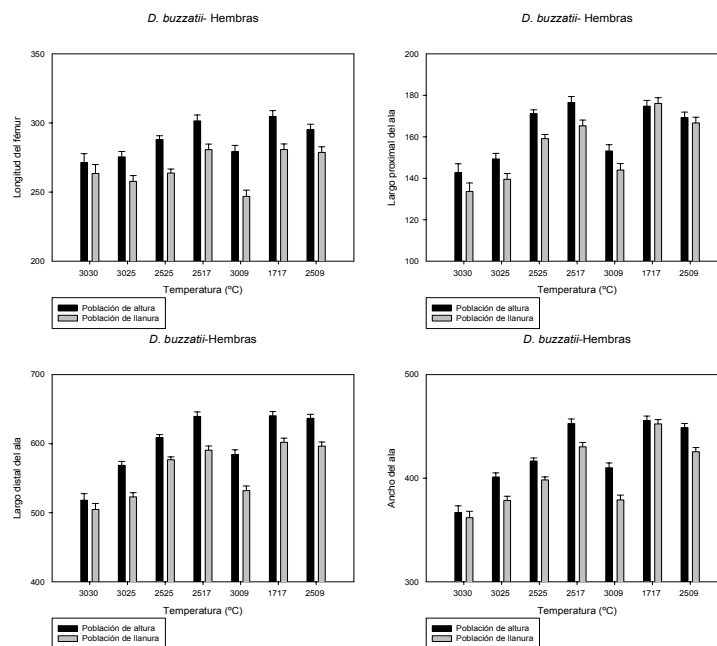 D. buzzatii- Hembras
Longitud del fémur
350
300
250
200
3030 3025 2525 2517 3009 1717 2509
Temperatura (ºC)
Población de altura
Población de llanura
D. buzzatii- Hembras
Largo proximal del ala
200
180
160
140
120
100
3030 3025 2525 2517 3009 1717 2509
Temperatura (ºC)
Población de altura
Población de llanura
D. buzzatii-Hembras
Largo distal del ala
700
600
500
400
3030 3025 2525 2517 3009 1717 2509
Temperatura (ºC)
Población de altura
Población de llanura
D. buzzatii-Hembras
Ancho del ala
500
400
300
3030 3025 2525 2517 3009 1717 2509
Temperatura (ºC)
Población de altura
Población de llanura